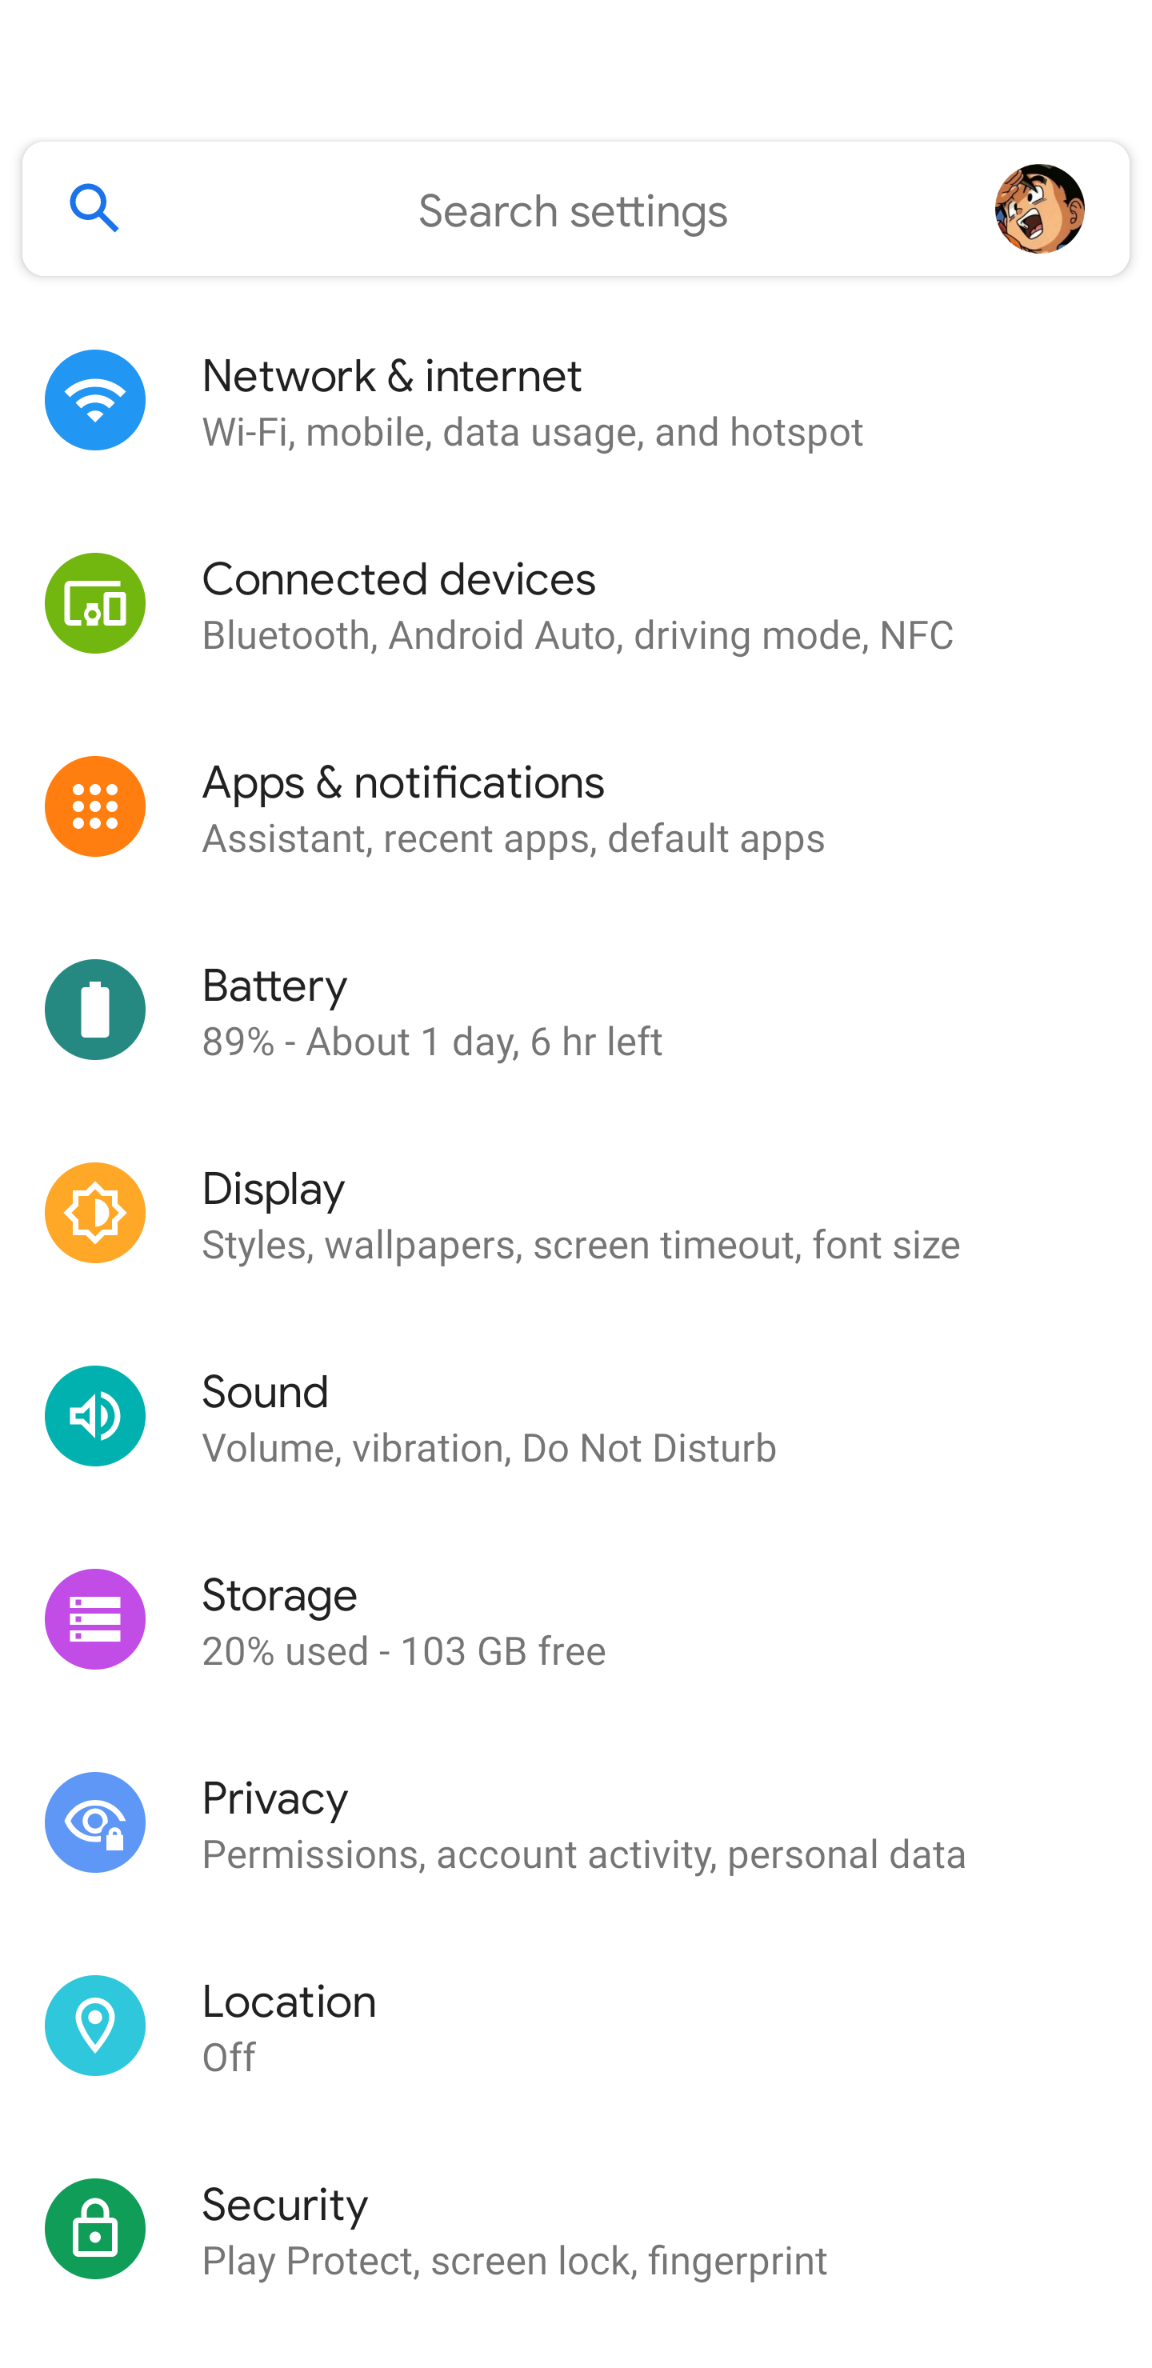 Search settings
Network & internet
Wi-Fi, mobile, data usage, and hotspot
Connected devices
Bluetooth, Android Auto, driving mode, NFC
Apps & notifications
Assistant, recent apps, default apps
Battery
89% - About 1 day, 6 hr left
Display
Styles, wallpapers, screen timeout, font size
Sound
Volume, vibration, Do Not Disturb
Storage
20% used - 103 GB free
Privacy
Permissions, account activity, personal data
Location
Off
Security
Play Protect, screen lock, fingerprint